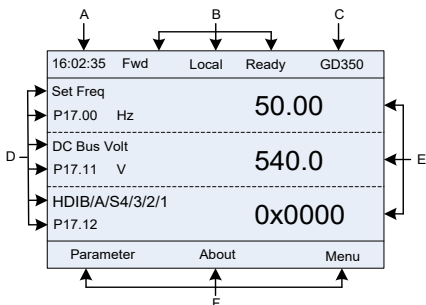 A B C
16:02:35 Fwd Local Ready GD350
Set Freq
P17.00 Hz
50.00
DC Bus Volt
P17.11 V
540.0
HDIB/A/S4/3/2/1
P17.12
0x0000
D
E
Parameter About Menu
F